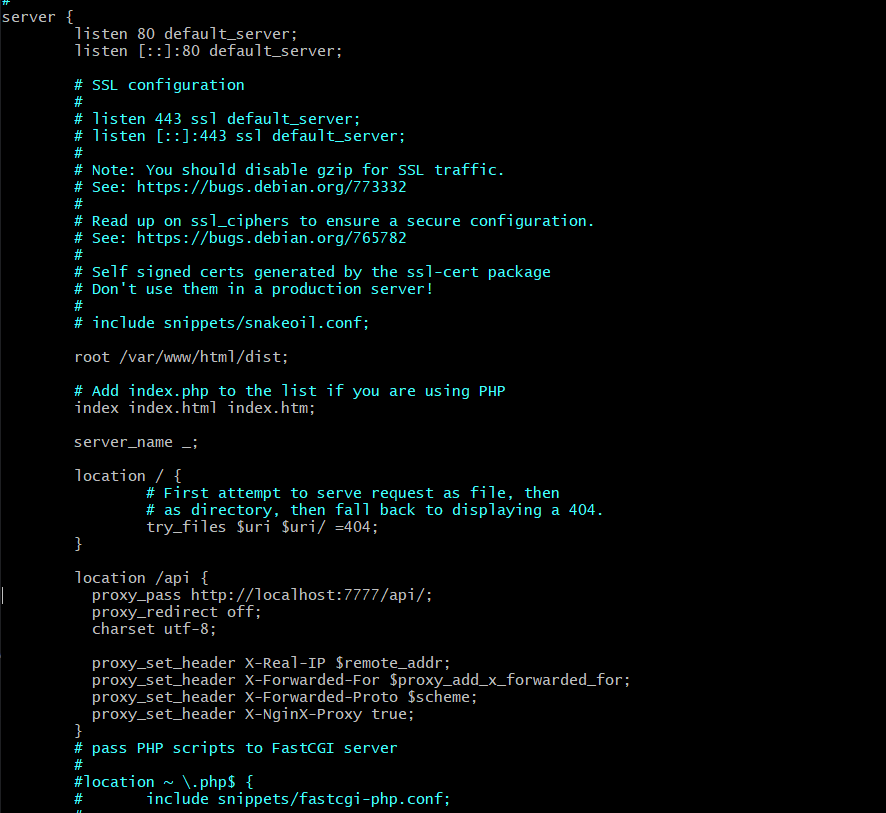 #
server {
listen 80 default_server;
listen [::]:80 default_server;
# SSL configuration
#
# listen 443 ssl default_server;
# listen [::]:443 ssl default_server;
#
# Note: You should disable gzip for SSL traffic.
# See: https://bugs.debian.org/773332
#
# Read up on ssl_ciphers to ensure a secure configuration.
# See: https://bugs.debian.org/765782
#
# Self signed certs generated by the ssl-cert package
# Don't use them in a production server!
#
# include snippets/snakeoil.conf;
root /var/www/html/dist;
# Add index.php to the list if you are using PHP
index index.html index.htm;
server_name _;
location / {
# First attempt to serve request as file, then
# as directory, then fall back to displaying a 404.
try_files $uri $uri/ =404;
}
location /api {
proxy_pass http://localhost:7777/api/;
proxy_redirect off;
charset utf-8;
proxy_set_header X-Real-IP $remote_addr;
proxy_set_header X-Forwarded-For $proxy_add_x_forwarded_for;
proxy_set_header X-Forwarded-Proto $scheme;
proxy_set_header X-NginX-Proxy true;
}
# pass PHP scripts to FastCGI server
#
#location ~ \.php$ {
# include snippets/fastcgi-php.conf;
#